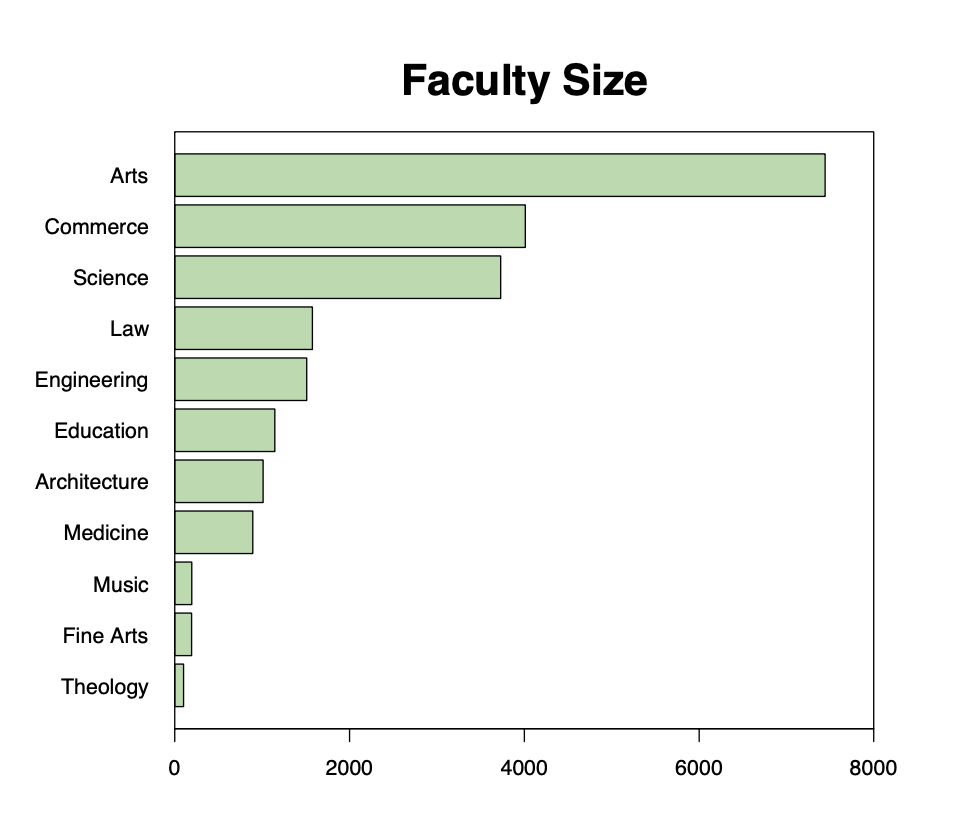 Faculty Size
Arts
Commerce
Science
Law
Engineering
Education
Architecture
Medicine
Music
Fine Arts
Theology
0 2000 4000 6000 8000